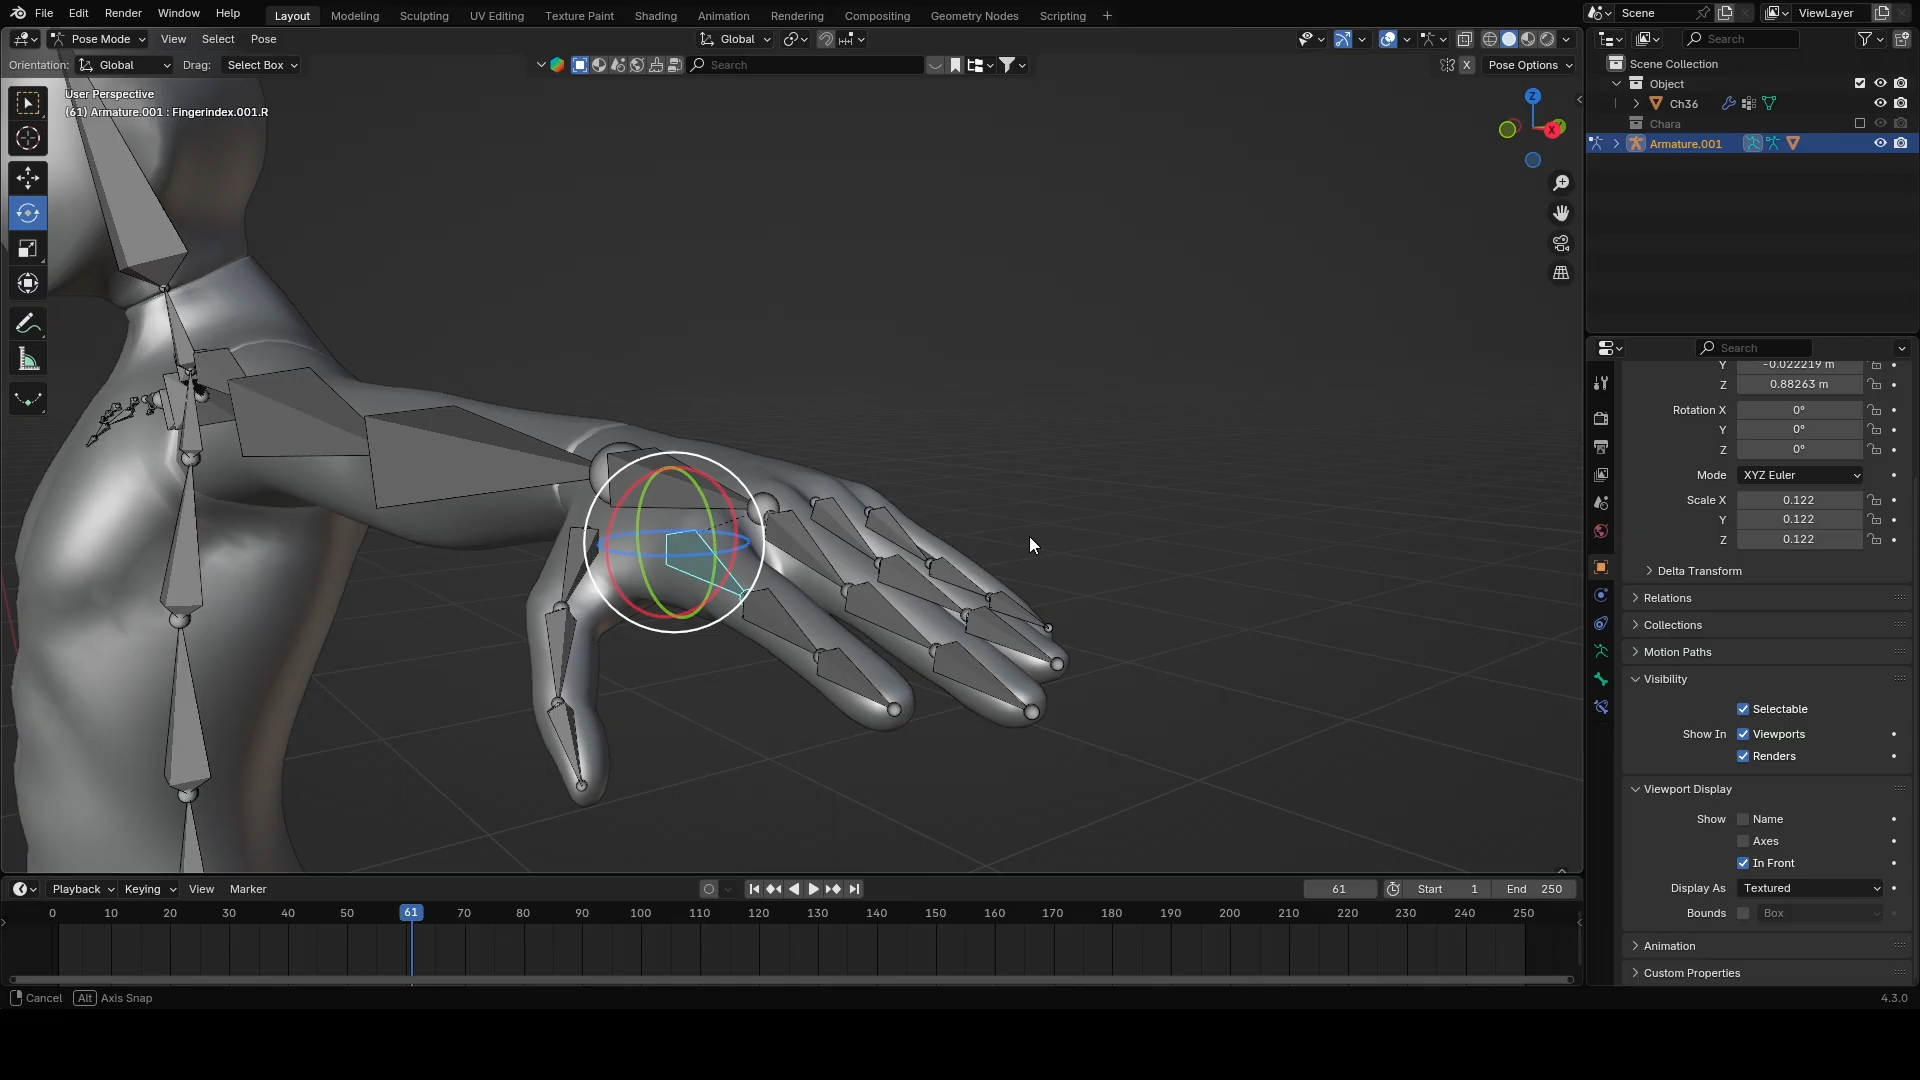 File Edit Render Window Help Layout Modeling Sculpting UV Editing Texture Paint Shading Animation Rendering Compositing Geometry Nodes Scripting + Scene ViewLayer
Pose Mode View Select Pose Global Search
Orientation: Global Drag: Select Box Search X Pose Options
User Perspective
(61) Armature.001 : Fingerindex.001.R
Z
X
Scene Collection
Object
Ch36
Chara
Armature.001
Search
Y -0.022219 m
Z 0.88263 m
Rotation X 0°
Y 0°
Z 0°
Mode XYZ Euler
Scale X 0.122
Y 0.122
Z 0.122
Delta Transform
Relations
Collections
Motion Paths
Visibility
Selectable
Show In Viewports
Renders
Viewport Display
Show Name
Axes
In Front
Display As Textured
Bounds Box
Animation
Custom Properties
Playback Keying View Marker 61 Start 1 End 250
0 10 20 30 40 50 61 70 80 90 100 110 120 130 140 150 160 170 180 190 200 210 220 230 240 250
Cancel Alt Axis Snap 4.3.0